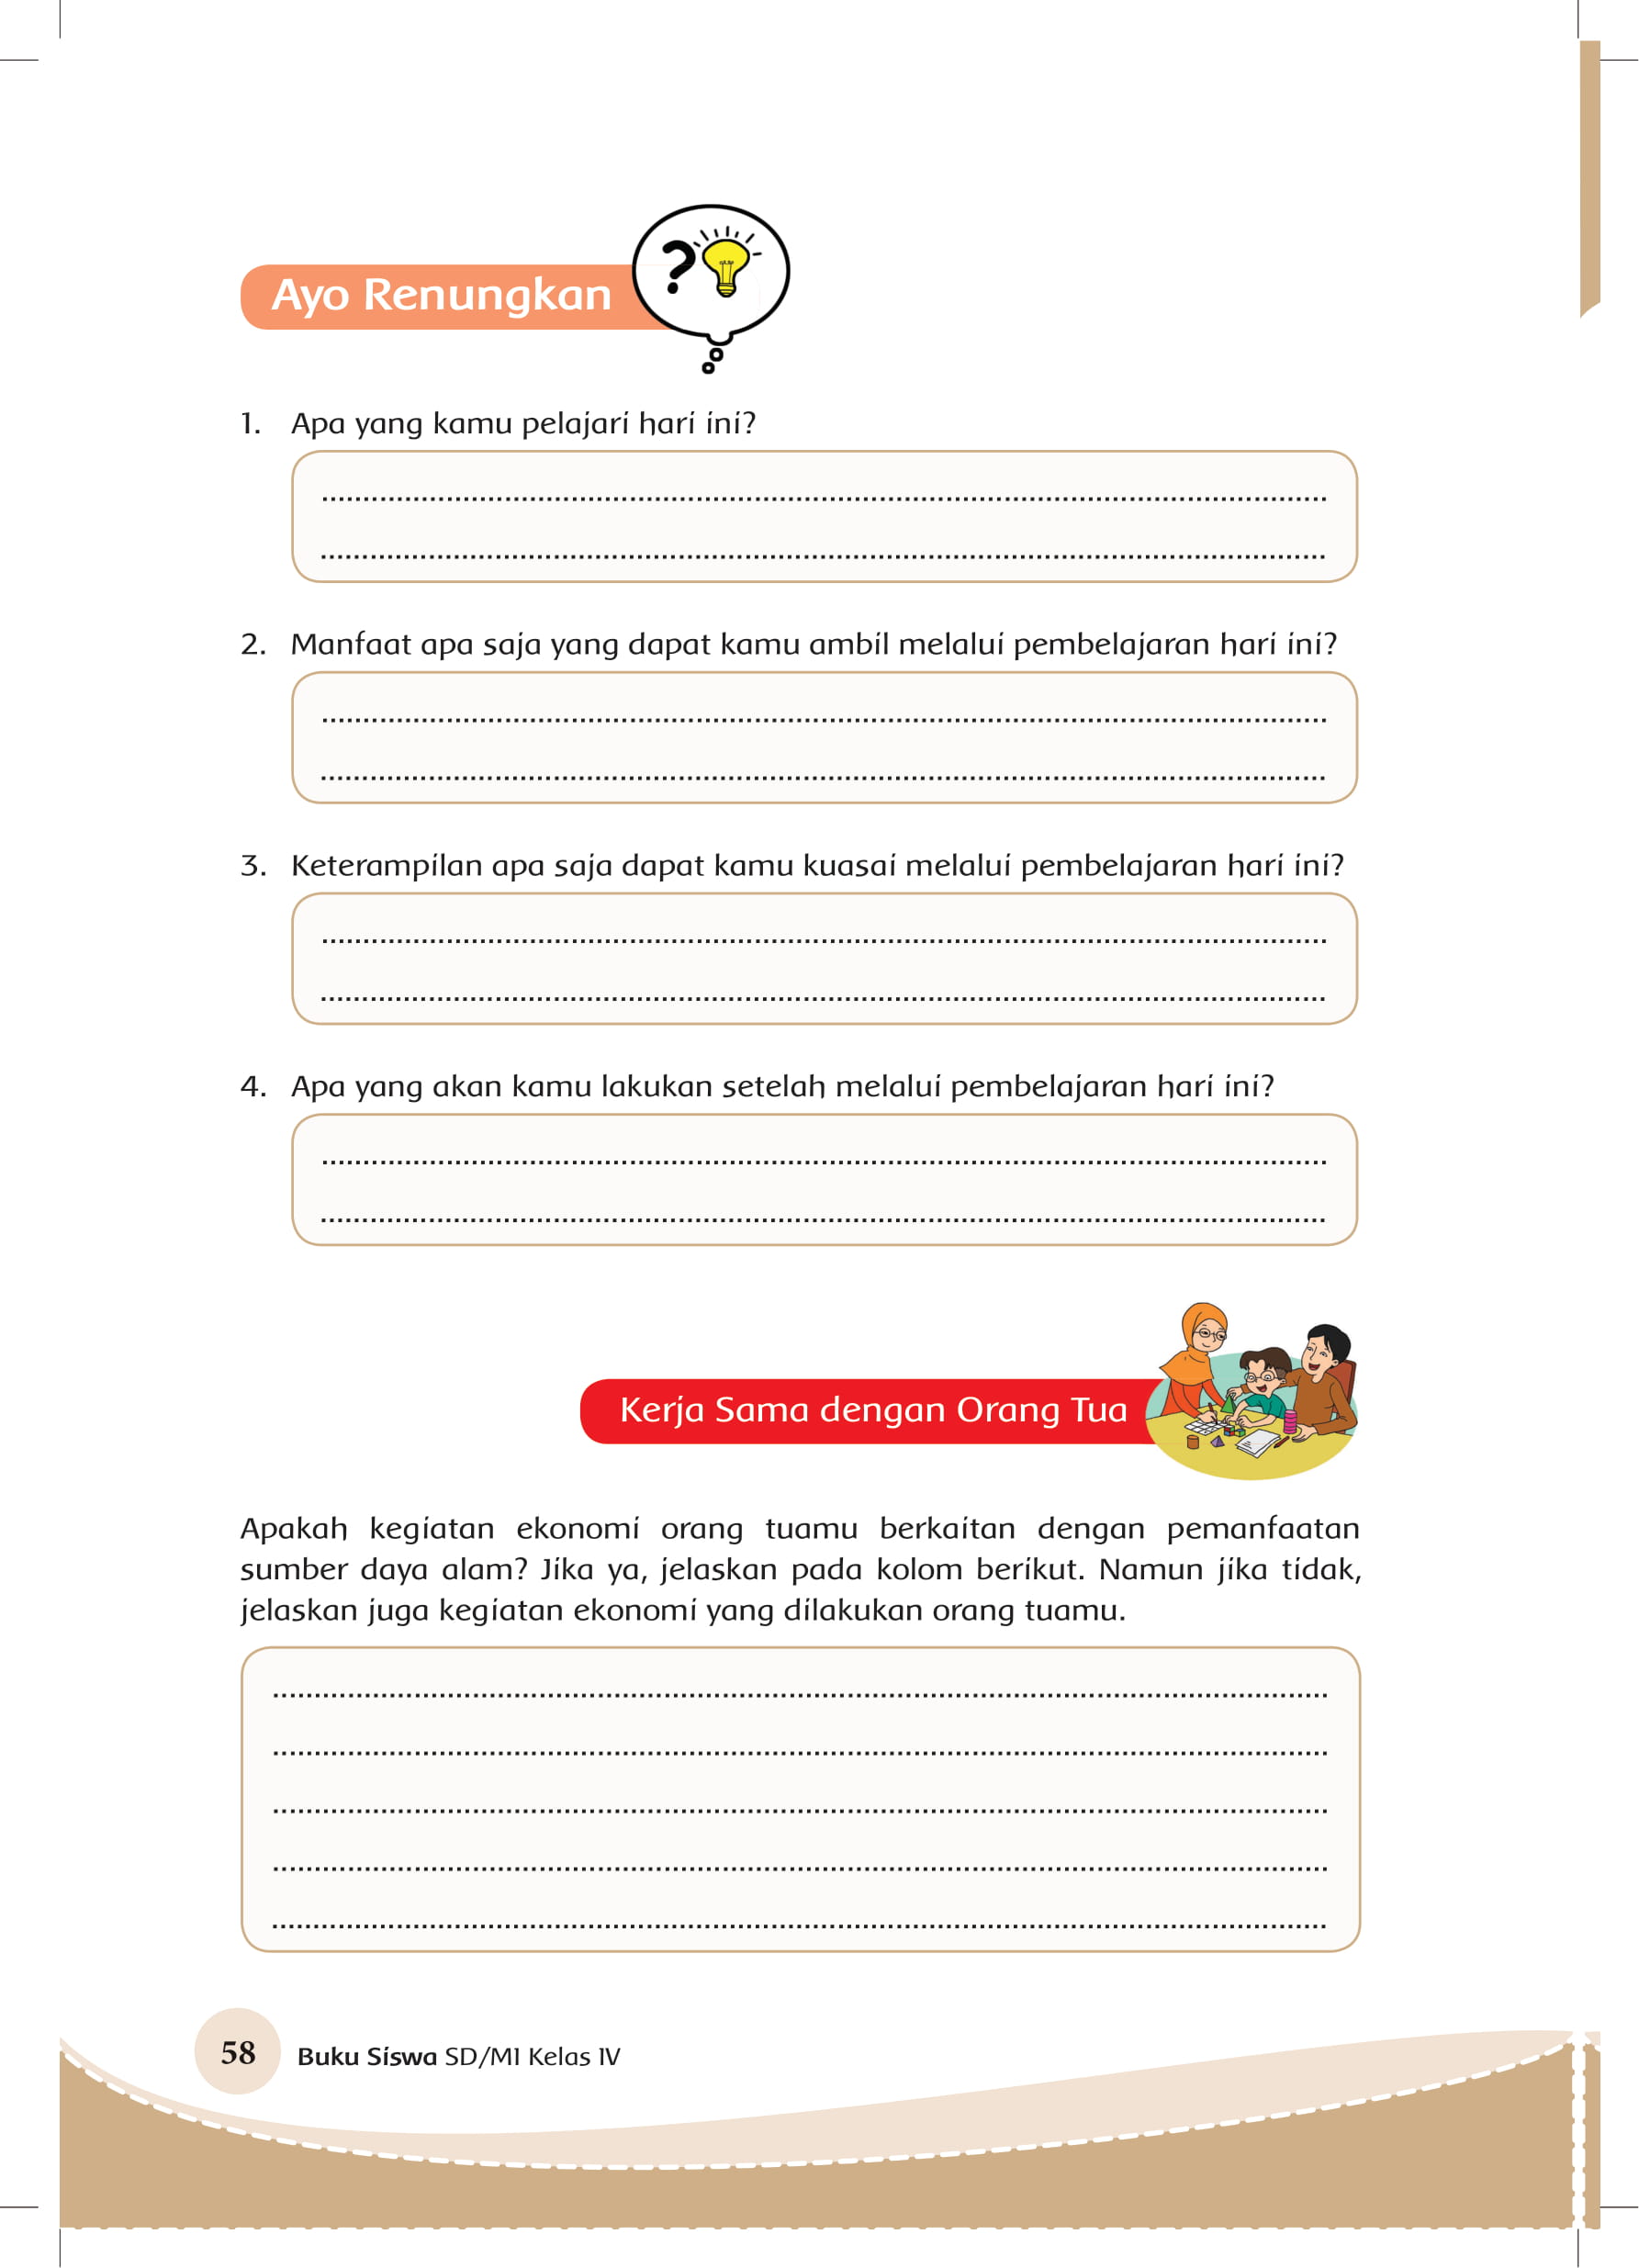 Ayo Renungkan
1. Apa yang kamu pelajari hari ini?
2. Manfaat apa saja yang dapat kamu ambil melalui pembelajaran hari ini?
3. Keterampilan apa saja dapat kamu kuasai melalui pembelajaran hari ini?
4. Apa yang akan kamu lakukan setelah melalui pembelajaran hari ini?
Kerja Sama dengan Orang Tua
Apakah kegiatan ekonomi orang tuamu berkaitan dengan pemanfaatan
sumber daya alam? Jika ya, jelaskan pada kolom berikut. Namun jika tidak,
jelaskan juga kegiatan ekonomi yang dilakukan orang tuamu.
58 Buku Siswa SD/MI Kelas IV